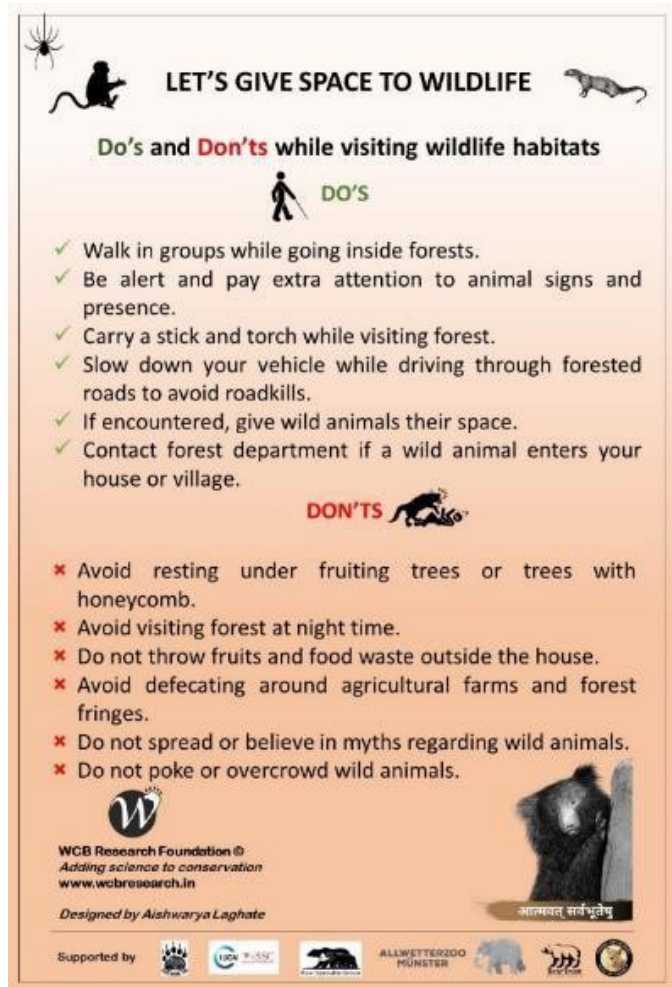 LET'S GIVE SPACE TO WILDLIFE
Do's and Don'ts while visiting wildlife habitats
DO'S
Walk in groups while going inside forests.
Be alert and pay extra attention to animal signs and
presence.
Carry a stick and torch while visiting forest.
Slow down your vehicle while driving through forested
roads to avoid roadkills.
If encountered, give wild animals their space.
Contact forest department if a wild animal enters your
house or village.
DON'TS
Avoid resting under fruiting trees or trees with
honeycomb.
Avoid visiting forest at night time.
Do not throw fruits and food waste outside the house.
Avoid defecating around agricultural farms and forest
fringes.
Do not spread or believe in myths regarding wild animals.
Do not poke or overcrowd wild animals.
W
WCB Research Foundation ©
Adding science to conservation
www.wcbresearch.in
Designed by Aishwarya Laghate
आत्मवत् सर्वभूतेषु
Supported by
IUCN
SSC
ALLWETTERZOO
MÜNSTER